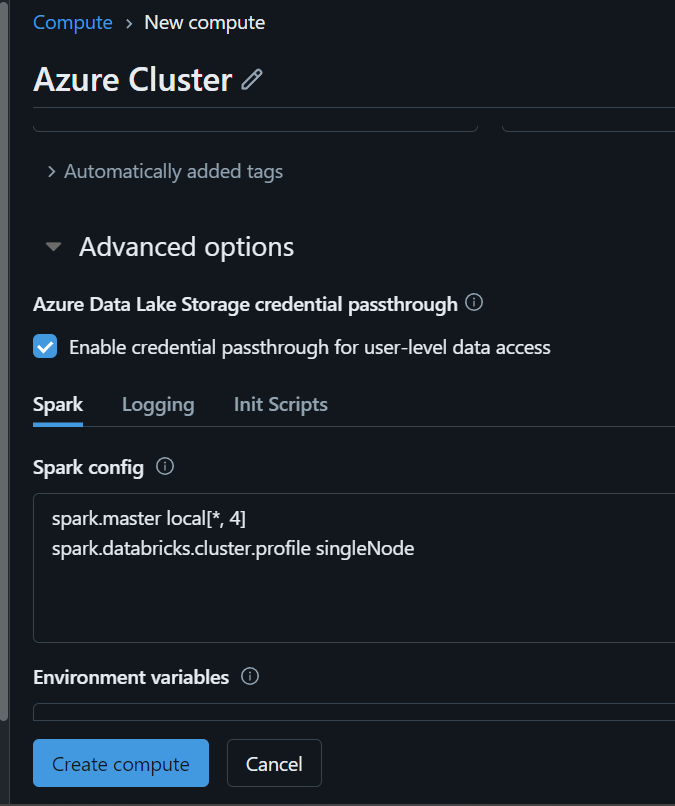 Compute › New compute
Azure Cluster
Automatically added tags
Advanced options
Azure Data Lake Storage credential passthrough
Enable credential passthrough for user-level data access
Spark Logging Init Scripts
Spark config
spark.master local[*, 4]
spark.databricks.cluster.profile singleNode
Environment variables
Create compute Cancel